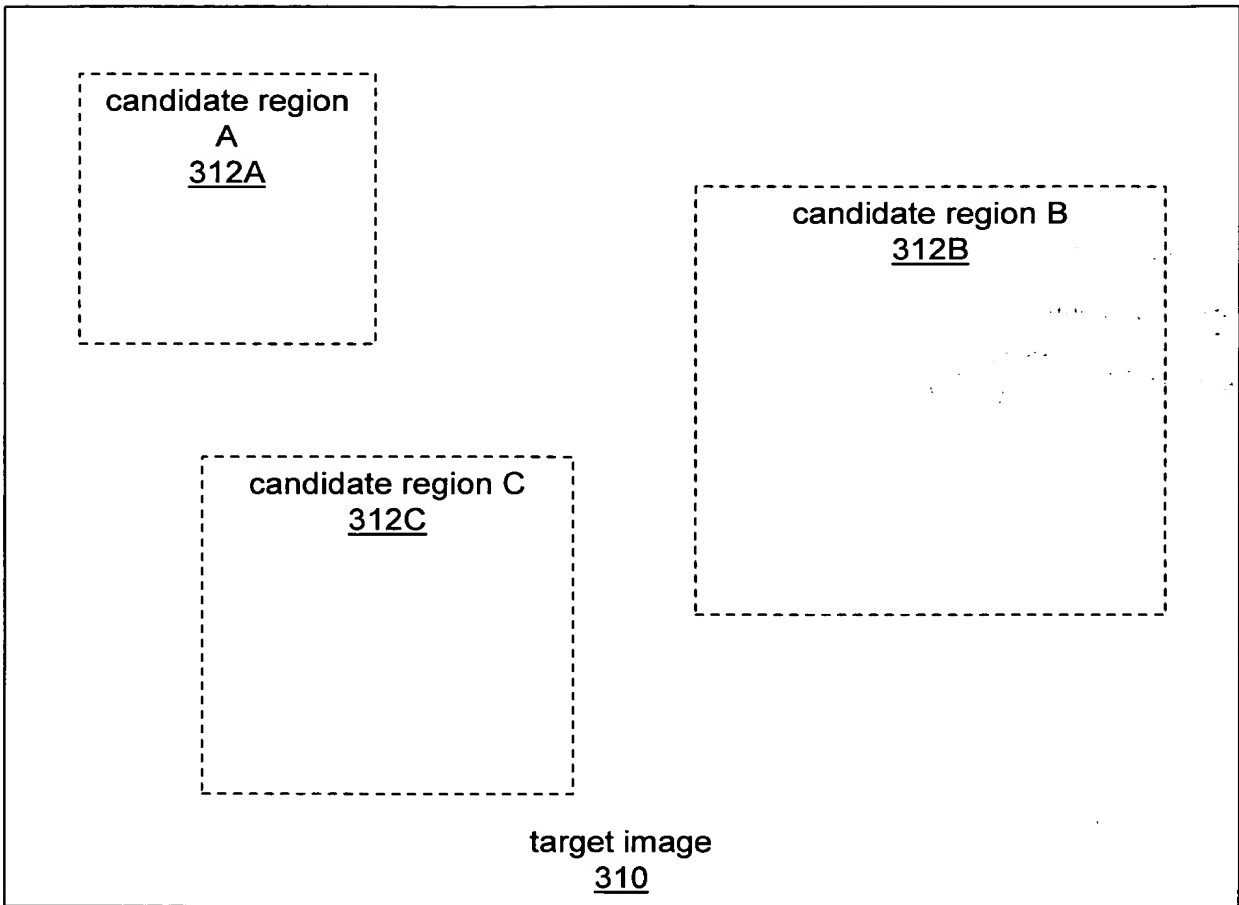 candidate region
A
312A
candidate region B
312B
candidate region C
312C
target image
310